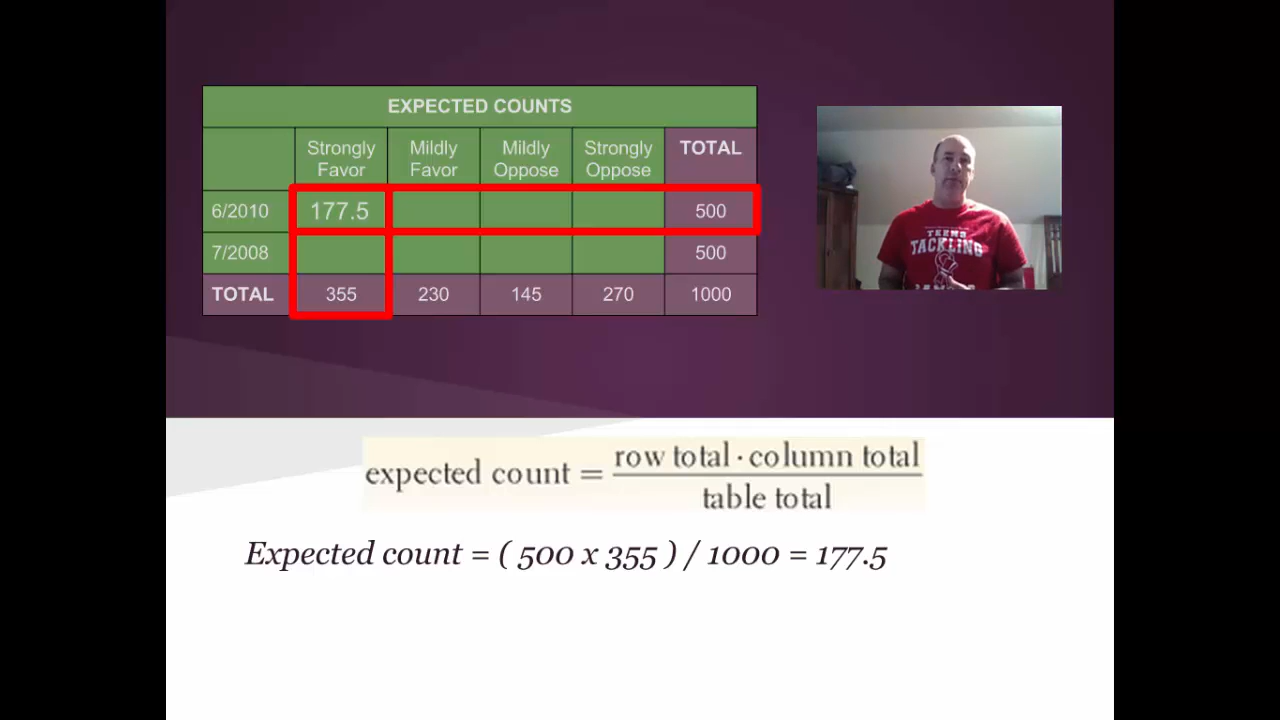 EXPECTED COUNTS
Strongly Favor Mildly Favor Mildly Oppose Strongly Oppose TOTAL
6/2010 177.5 500
7/2008 500
TOTAL 355 230 145 270 1000
TACKLING
expected count = row total · column total / table total
Expected count = ( 500 x 355 ) / 1000 = 177.5